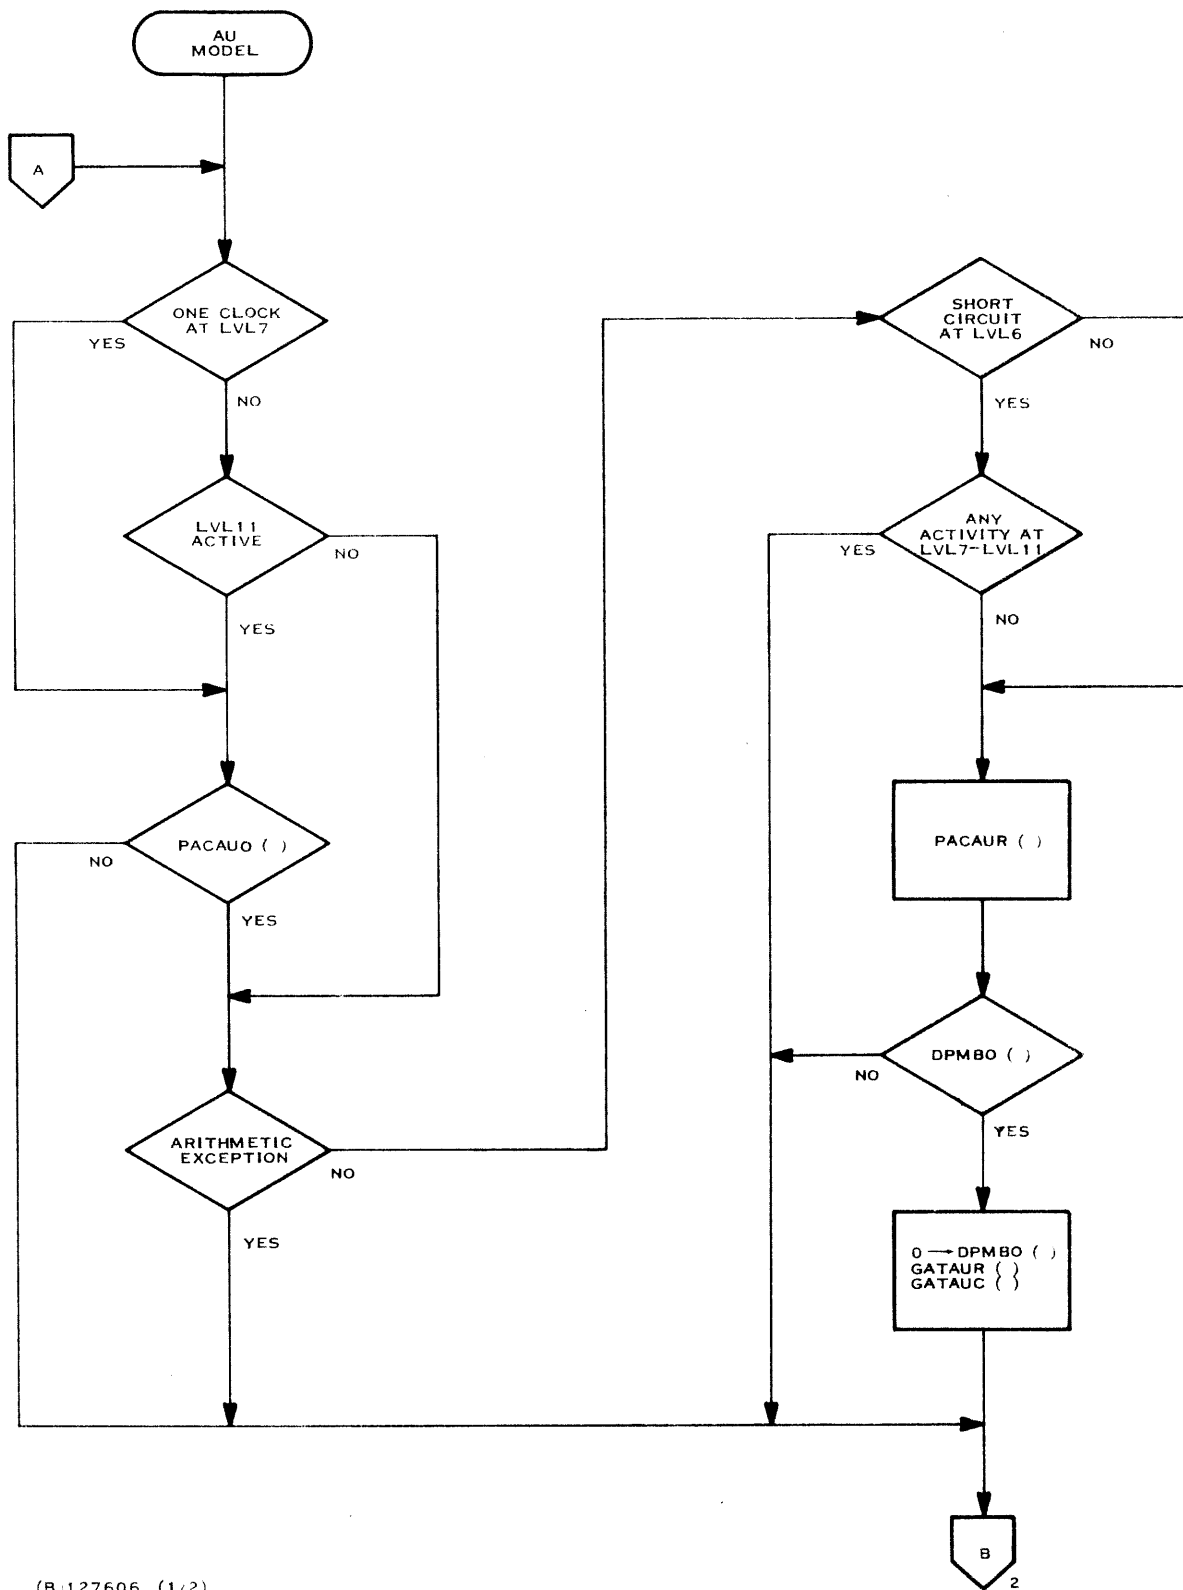 AU
MODEL
A
ONE CLOCK
AT LVL7
YES
NO
LVL11
ACTIVE
NO
YES
PACAUO ( )
NO
YES
ARITHMETIC
EXCEPTION
NO
YES
SHORT
CIRCUIT
AT LVL6
NO
YES
ANY
ACTIVITY AT
LVL7-LVL11
YES
NO
PACAUR ( )
DPMBO ( )
NO
YES
0 → DPMBO ( )
GATAUR ( )
GATAUC ( )
B
2
(B)127606 (1/2)